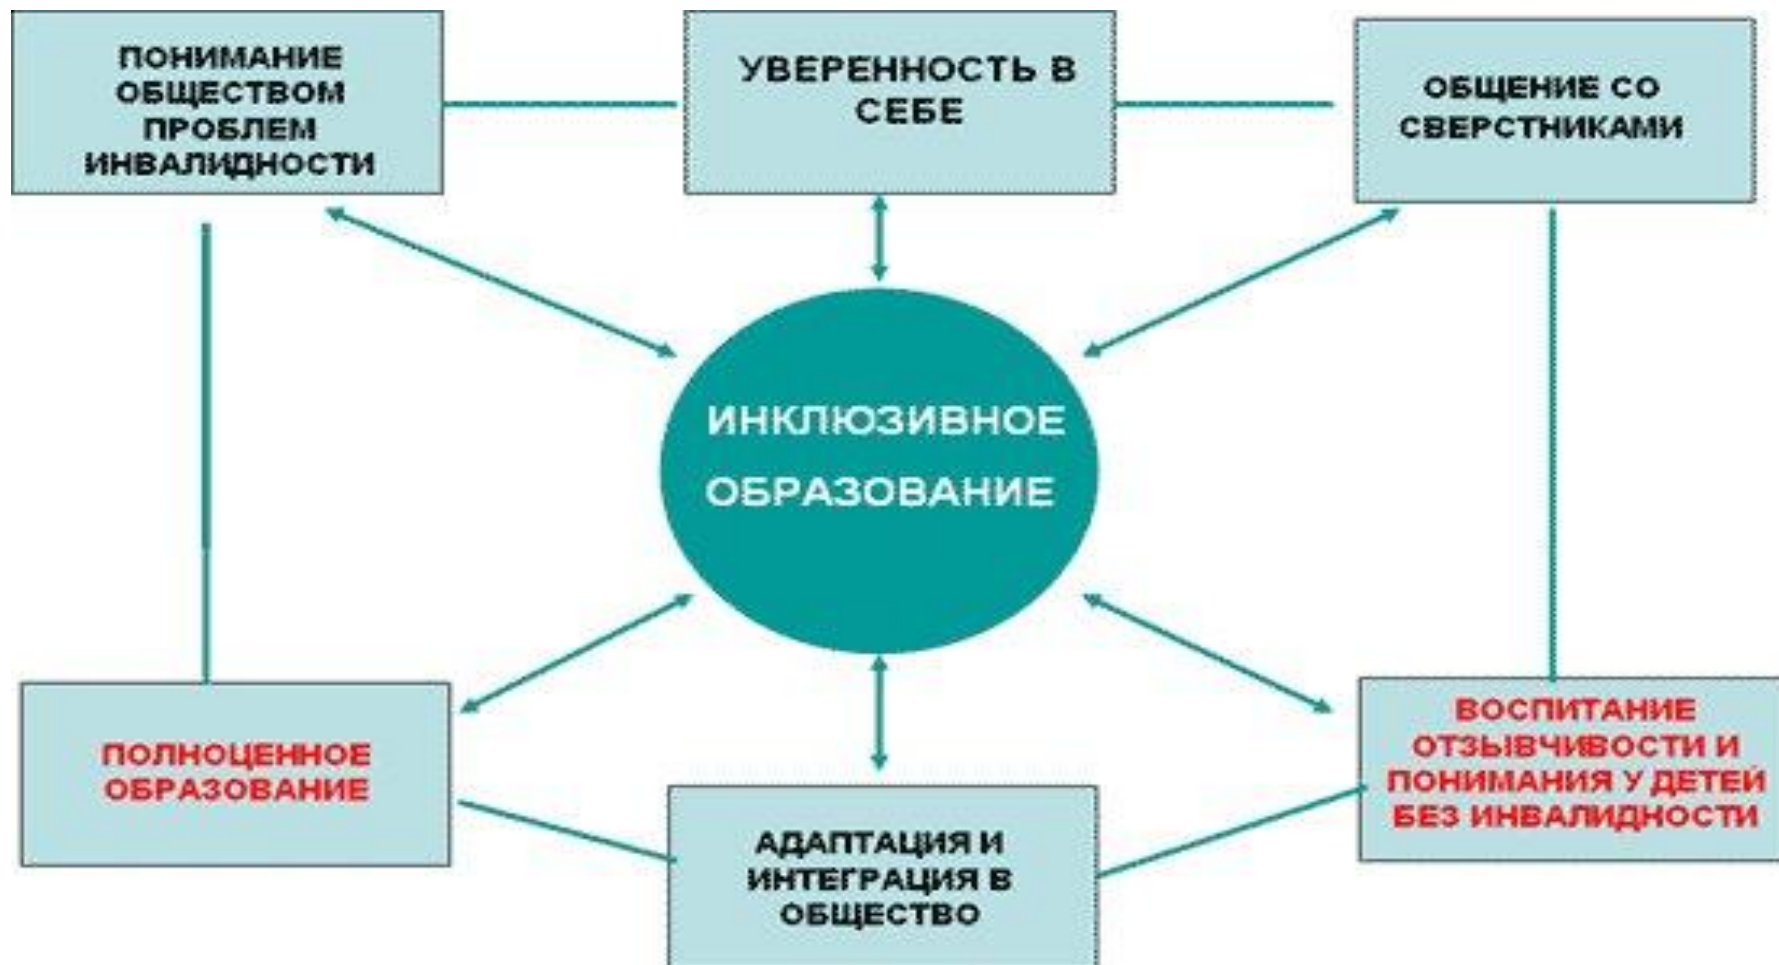 ПОНИМАНИЕ
ОБЩЕСТВОМ
ПРОБЛЕМ
ИНВАЛИДНОСТИ
УВЕРЕННОСТЬ В
СЕБЕ
ОБЩЕНИЕ СО
СВЕРСТНИКАМИ
ИНКЛЮЗИВНОЕ
ОБРАЗОВАНИЕ
ПОЛНОЦЕННОЕ
ОБРАЗОВАНИЕ
АДАПТАЦИЯ И
ИНТЕГРАЦИЯ В
ОБЩЕСТВО
ВОСПИТАНИЕ
ОТЗЫВЧИВОСТИ И
ПОНИМАНИЯ У ДЕТЕЙ
БЕЗ ИНВАЛИДНОСТИ